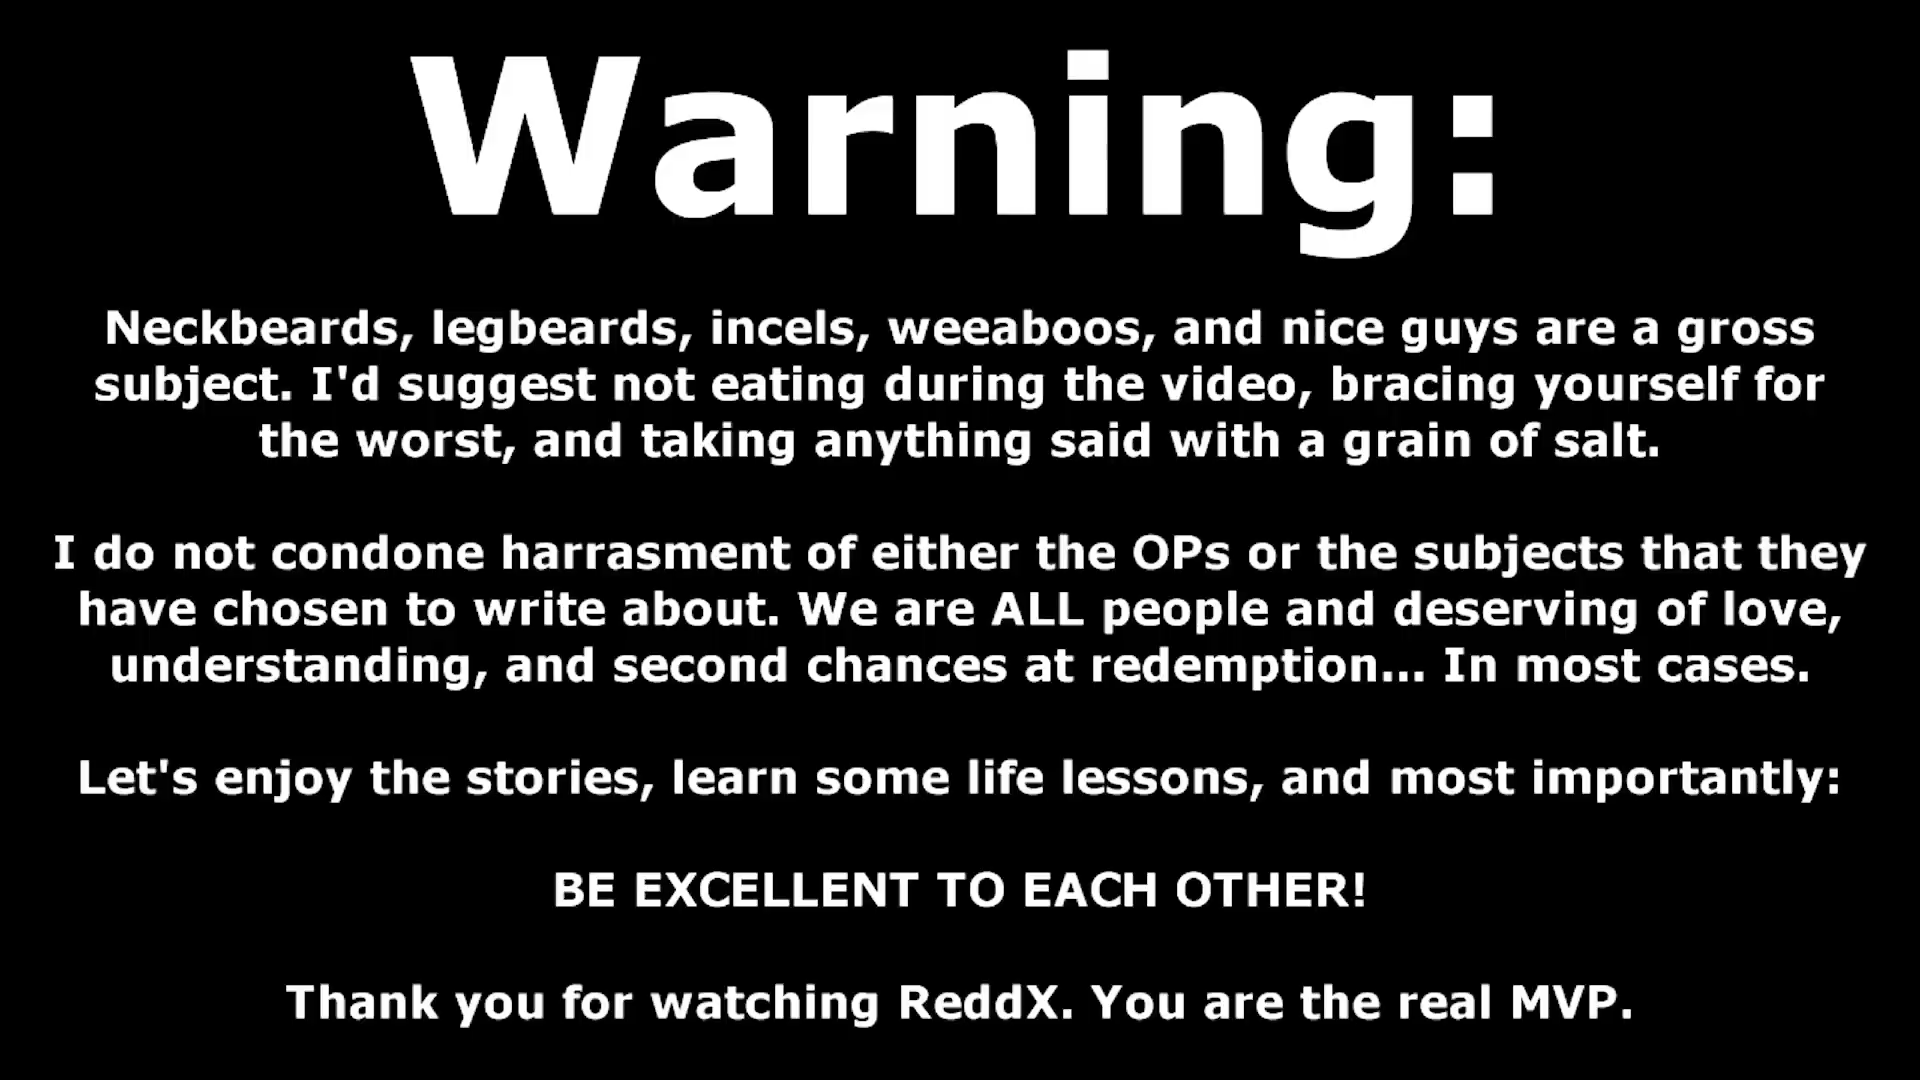 Warning:
Neckbeards, legbeards, incels, weeaboos, and nice guys are a gross
subject. I'd suggest not eating during the video, bracing yourself for
the worst, and taking anything said with a grain of salt.
I do not condone harrasment of either the OPs or the subjects that they
have chosen to write about. We are ALL people and deserving of love,
understanding, and second chances at redemption... In most cases.
Let's enjoy the stories, learn some life lessons, and most importantly:
BE EXCELLENT TO EACH OTHER!
Thank you for watching ReddX. You are the real MVP.